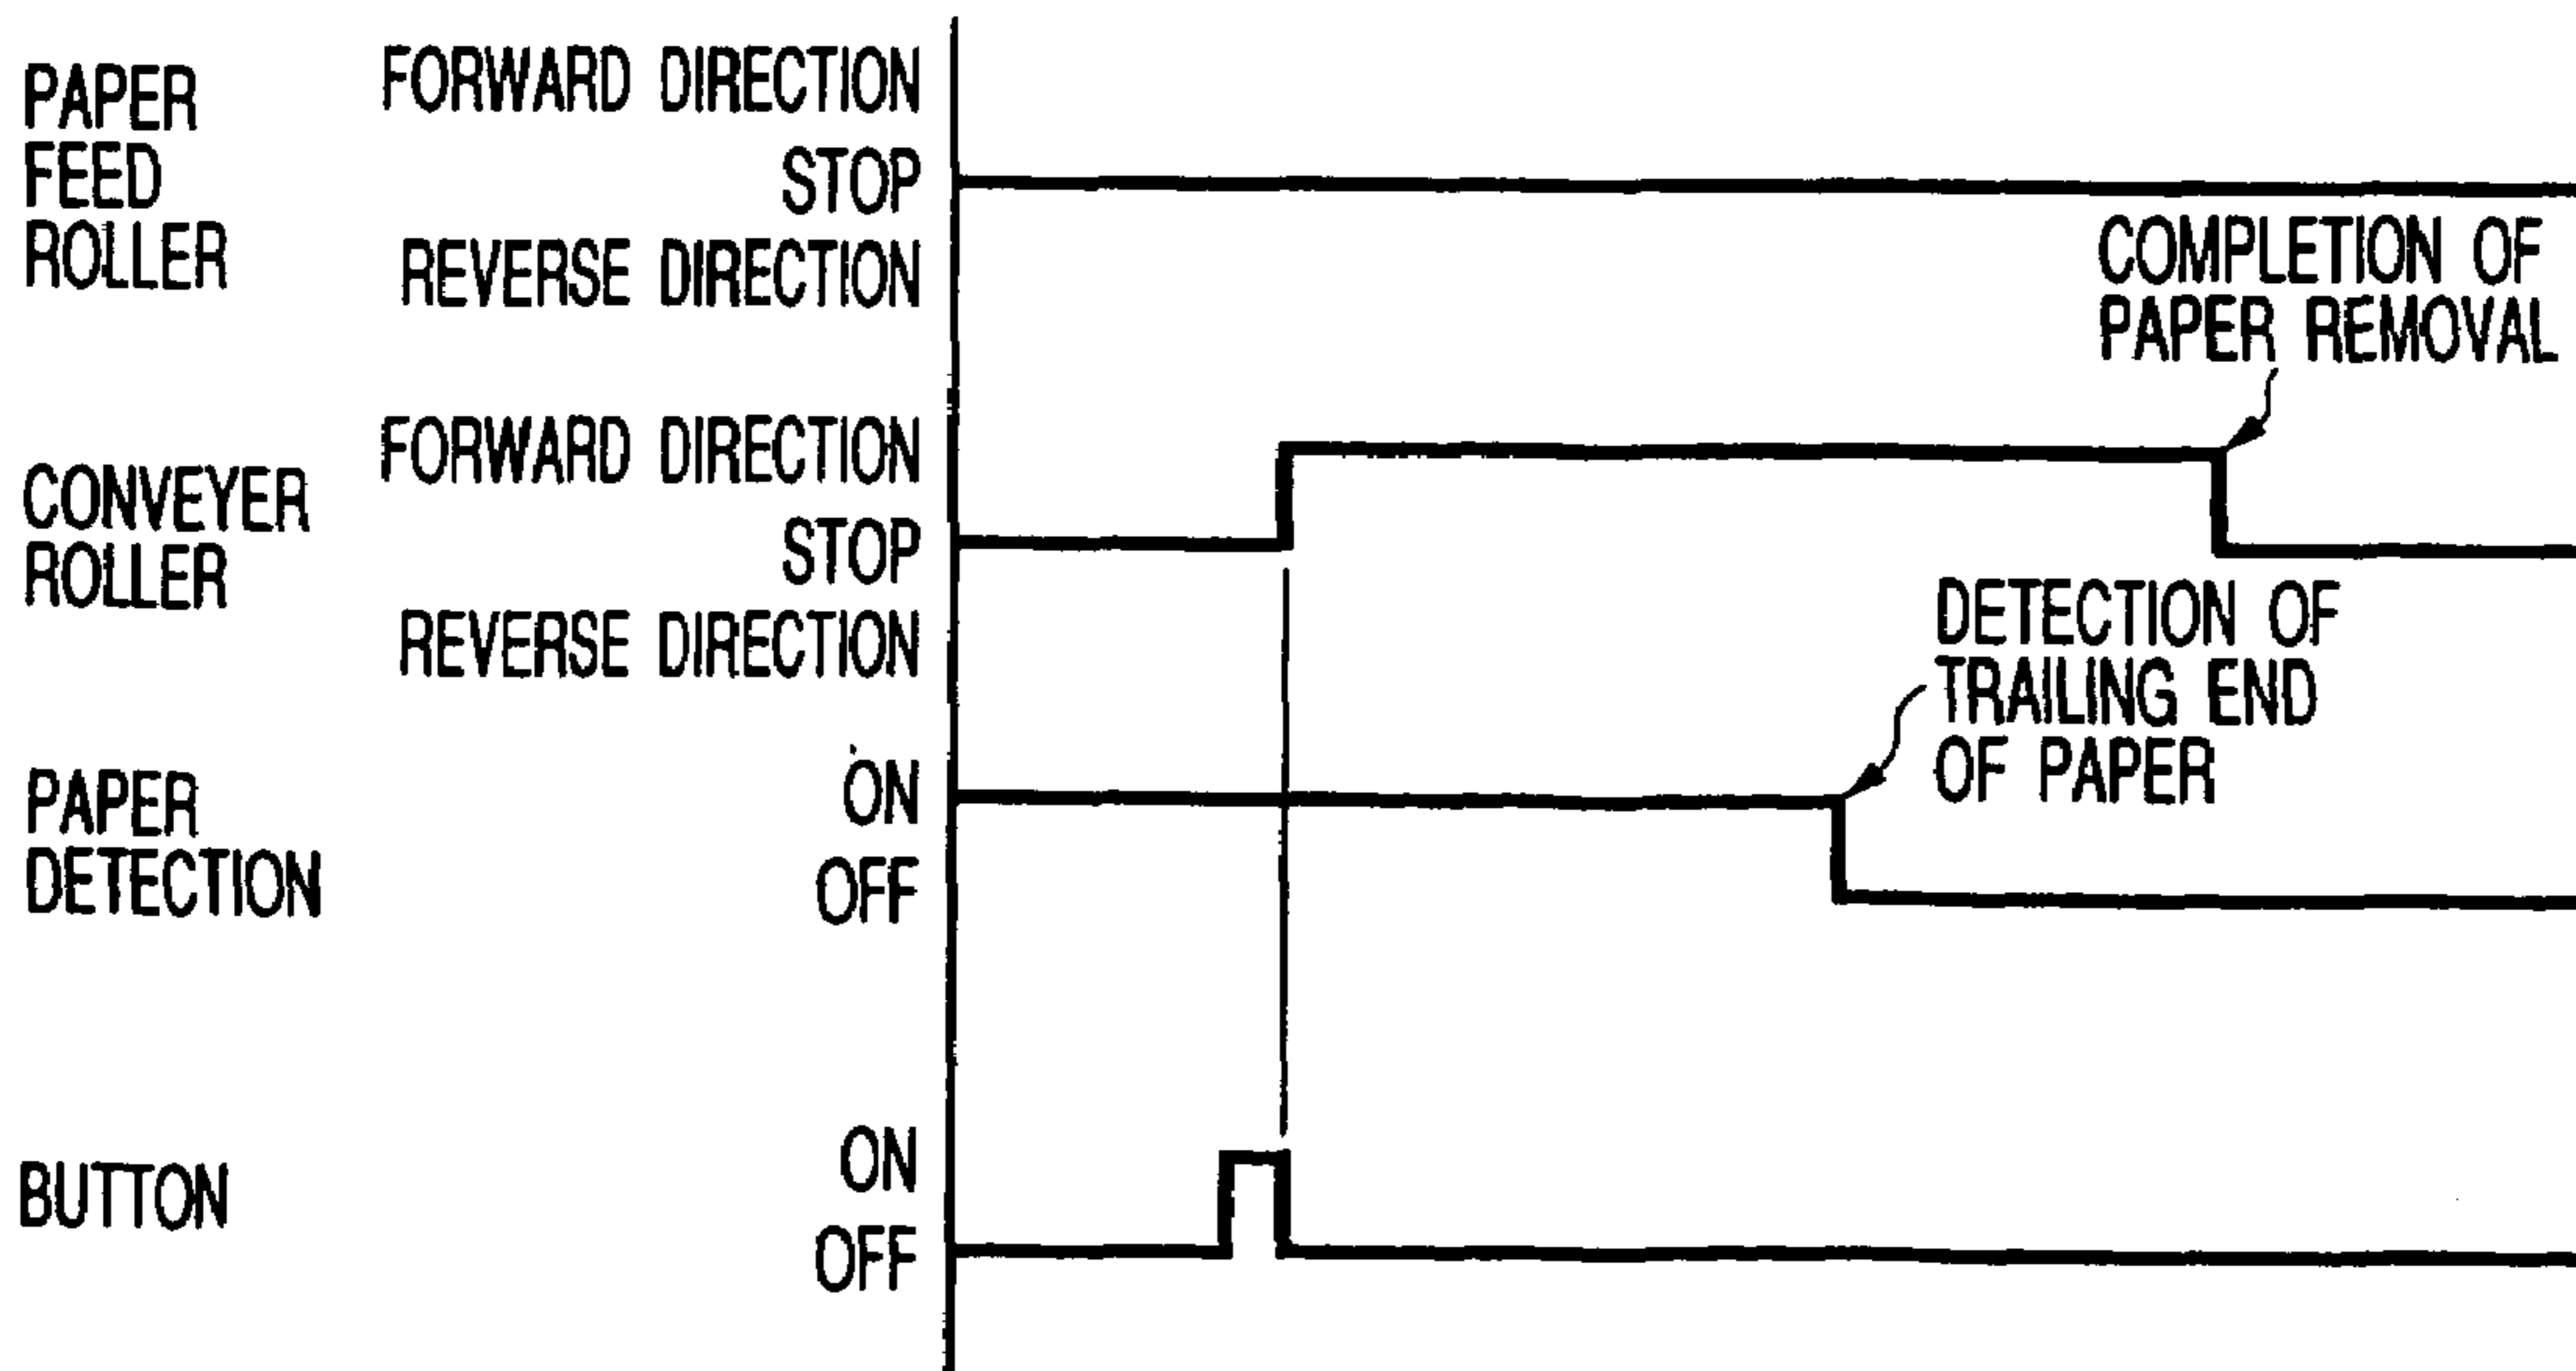 PAPER
FEED
ROLLER
FORWARD DIRECTION
STOP
REVERSE DIRECTION
COMPLETION OF
PAPER REMOVAL
CONVEYER
ROLLER
FORWARD DIRECTION
STOP
REVERSE DIRECTION
DETECTION OF
TRAILING END
OF PAPER
PAPER
DETECTION
ON
OFF
BUTTON
ON
OFF